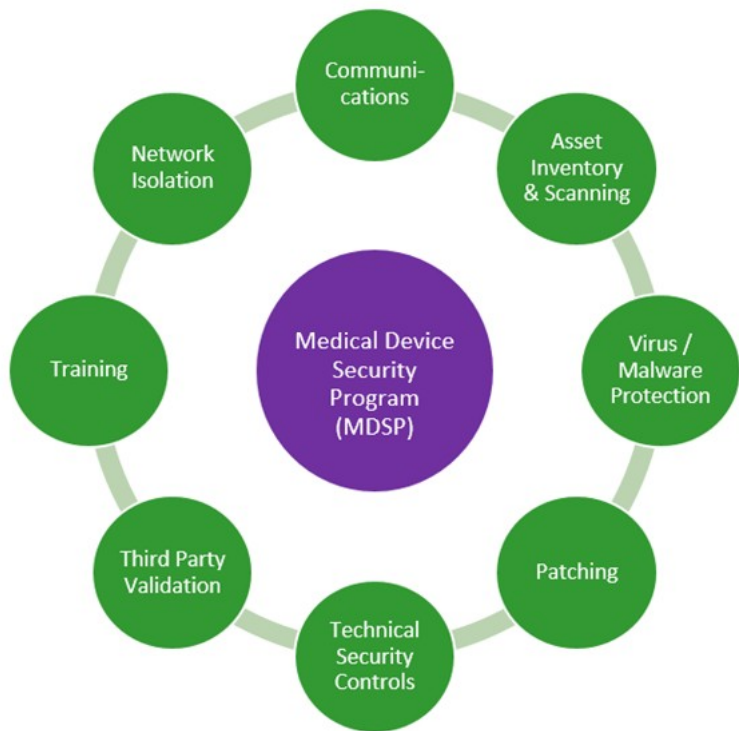 Communi-
cations
Asset
Inventory
& Scanning
Virus /
Malware
Protection
Patching
Technical
Security
Controls
Third Party
Validation
Training
Network
Isolation
Medical Device
Security
Program
(MDSP)